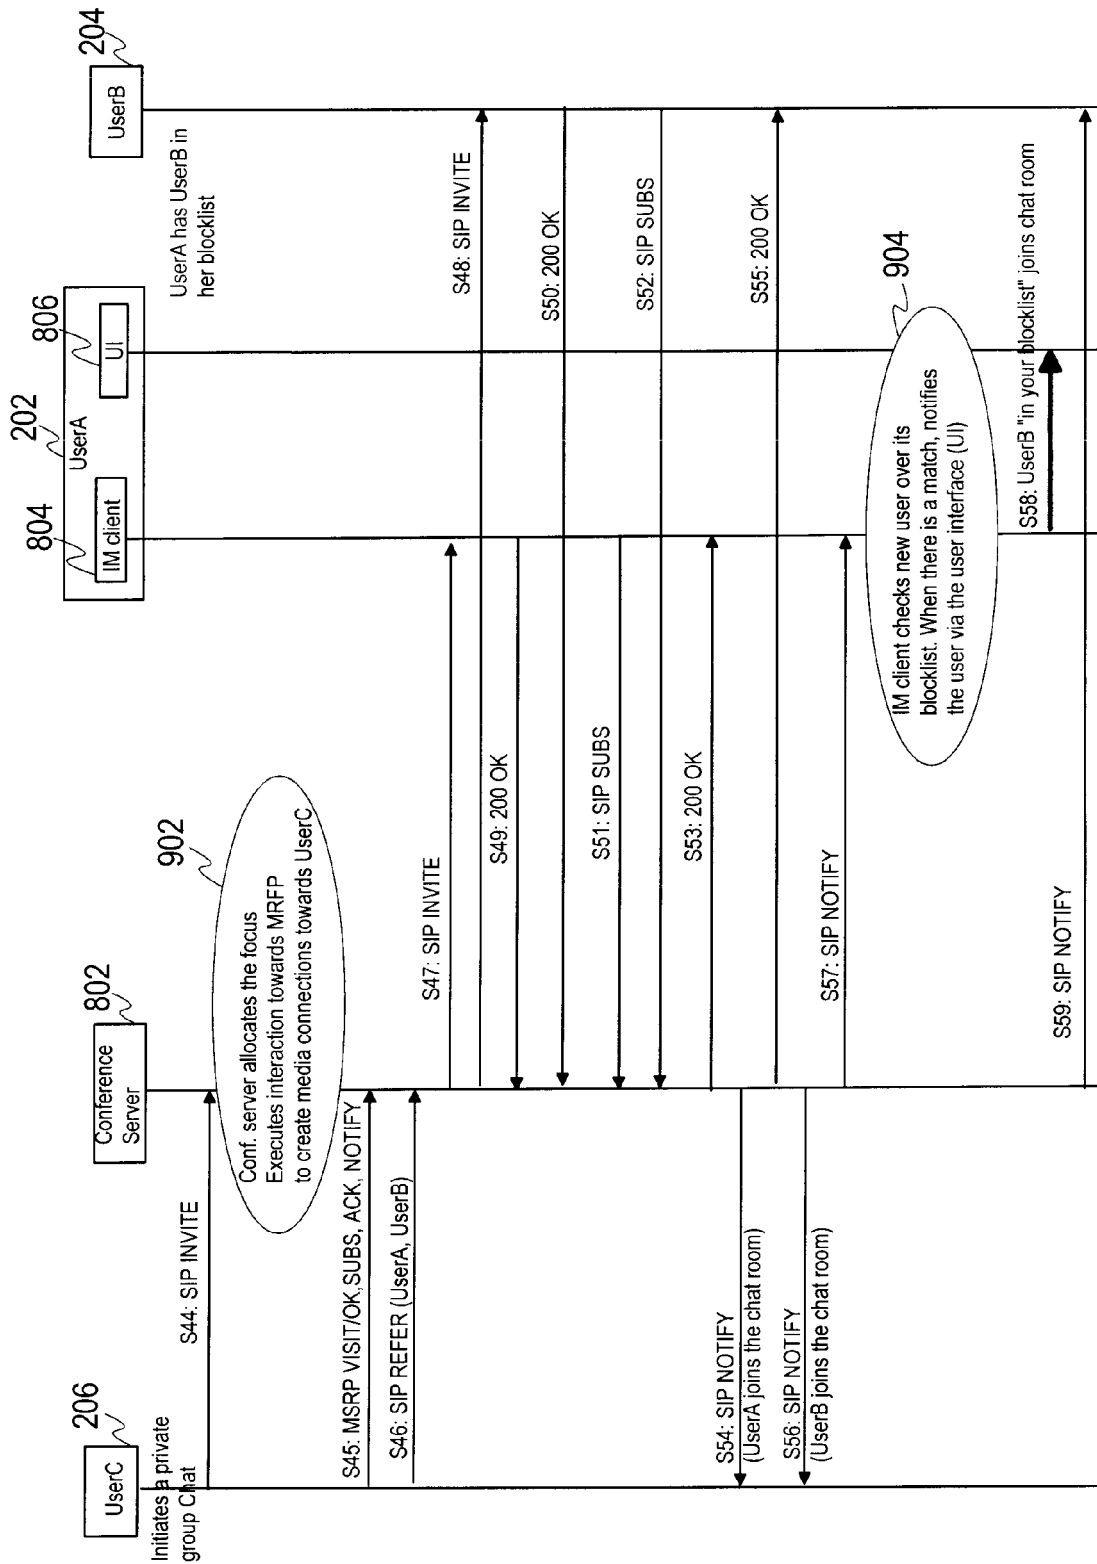 206
UserC
Initiates a private
group Chat
802
Conference
Server
202
UserA
804
IM client
806
UI
204
UserB
UserA has UserB in
her blocklist
S44: SIP INVITE
902
Conf. server allocates the focus
Executes interaction towards MRFP
to create media connections towards UserC
S45: MSRP VISIT/OK,SUBS, ACK, NOTIFY
S46: SIP REFER (UserA, UserB)
S47: SIP INVITE
S48: SIP INVITE
S49: 200 OK
S50: 200 OK
S51: SIP SUBS
S52: SIP SUBS
S53: 200 OK
S54: SIP NOTIFY
(UserA joins the chat room)
S55: 200 OK
S56: SIP NOTIFY
(UserB joins the chat room)
S57: SIP NOTIFY
904
IM client checks new user over its
blocklist. When there is a match, notifies
the user via the user interface (UI)
S58: UserB "in your blocklist" joins chat room
S59: SIP NOTIFY